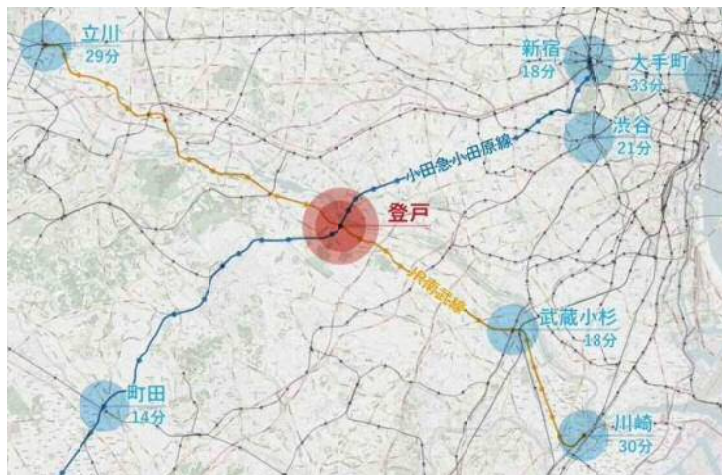 立川
29分
新宿
18分
大手町
33分
渋谷
21分
小田急小田原線
登戸
JR南武線
武蔵小杉
18分
町田
14分
川崎
30分